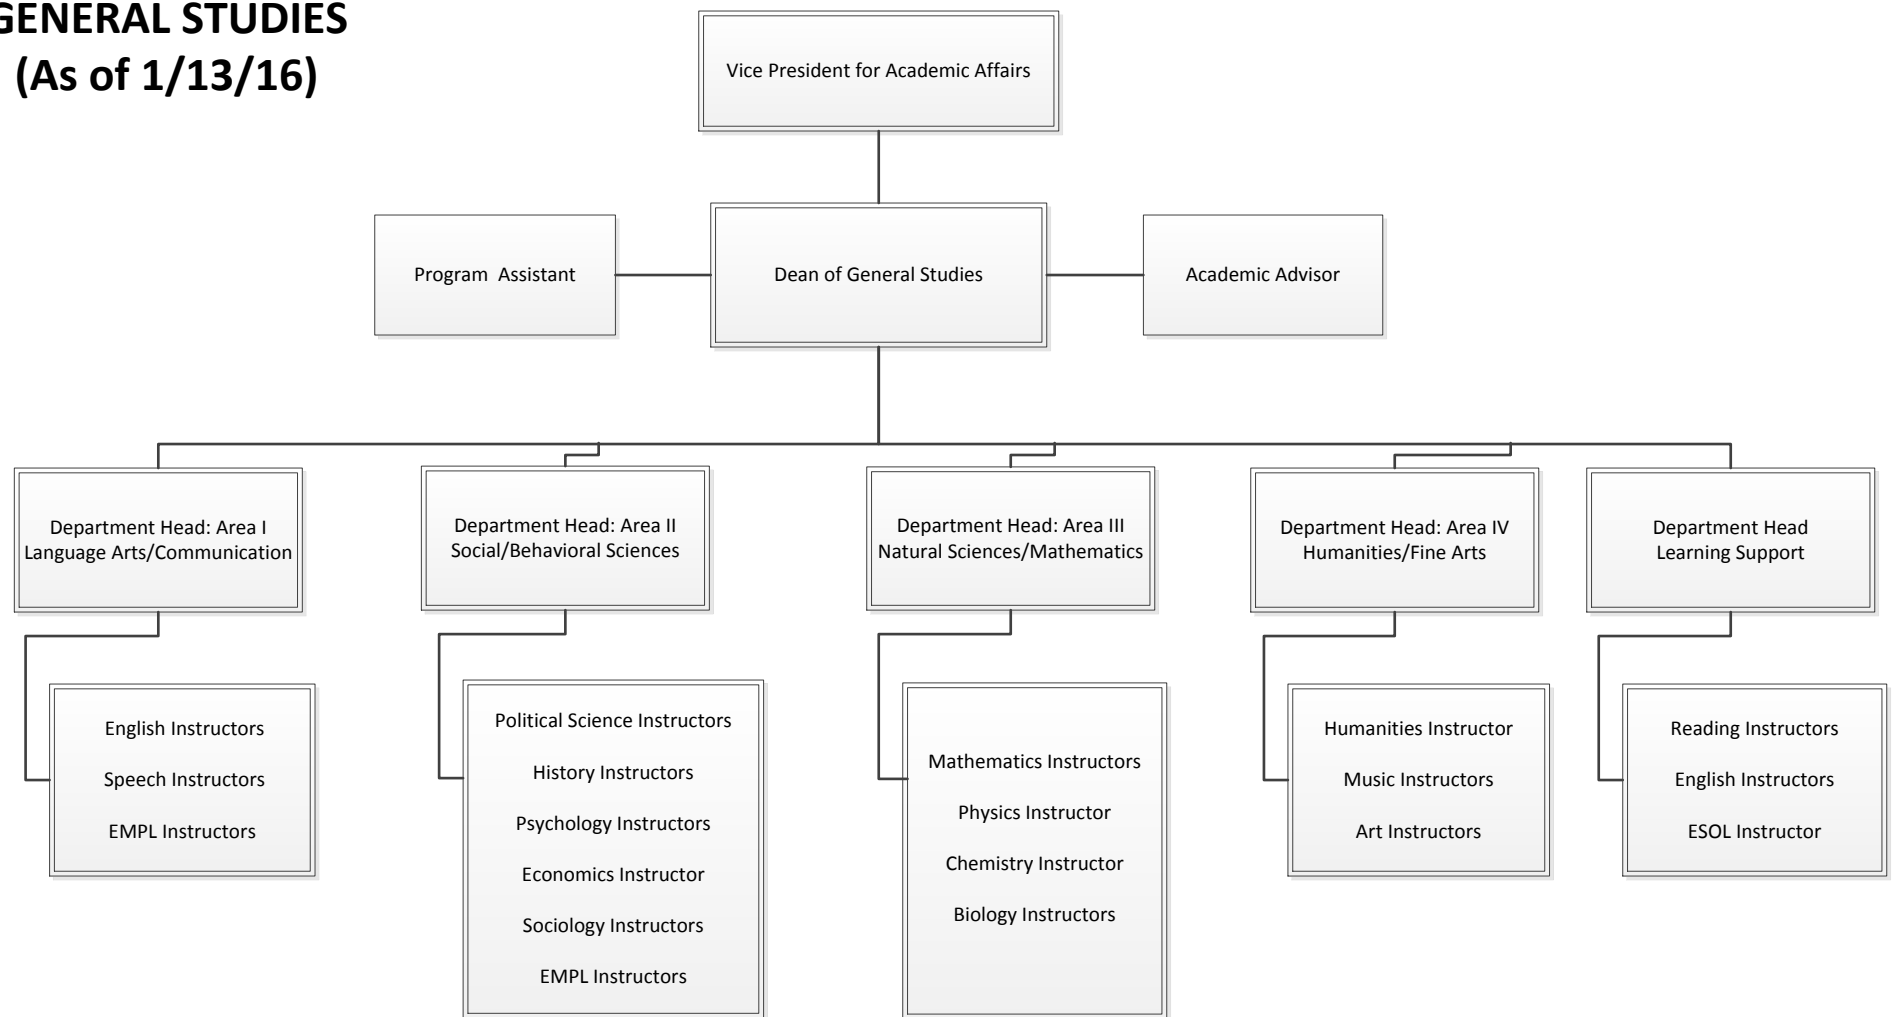 GENERAL STUDIES
(As of 1/13/16)
Vice President for Academic Affairs
Program Assistant
Dean of General Studies
Academic Advisor
Department Head: Area I
Language Arts/Communication
Department Head: Area II
Social/Behavioral Sciences
Department Head: Area III
Natural Sciences/Mathematics
Department Head: Area IV
Humanities/Fine Arts
Department Head
Learning Support
English Instructors
Speech Instructors
EMPL Instructors
Political Science Instructors
History Instructors
Psychology Instructors
Economics Instructor
Sociology Instructors
EMPL Instructors
Mathematics Instructors
Physics Instructor
Chemistry Instructor
Biology Instructors
Humanities Instructor
Music Instructors
Art Instructors
Reading Instructors
English Instructors
ESOL Instructor